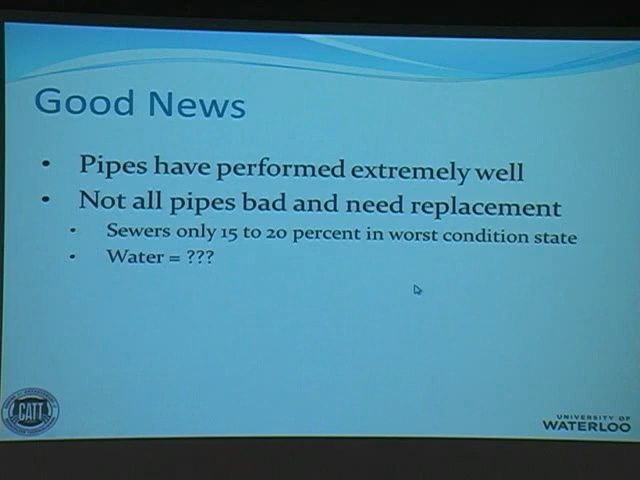 Good News
• Pipes have performed extremely well
• Not all pipes bad and need replacement
• Sewers only 15 to 20 percent in worst condition state
• Water = ???
CATT
UNIVERSITY OF
WATERLOO